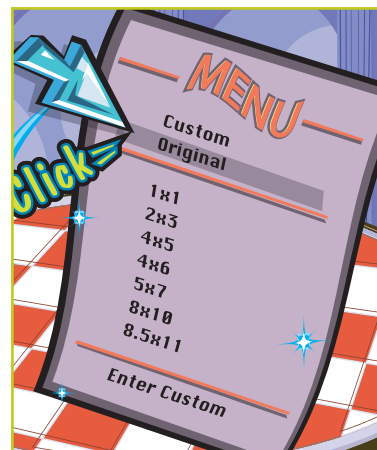 MENU
Custom
Original
Click
1x1
2x3
4x5
4x6
5x7
8x10
8.5x11
Enter Custom